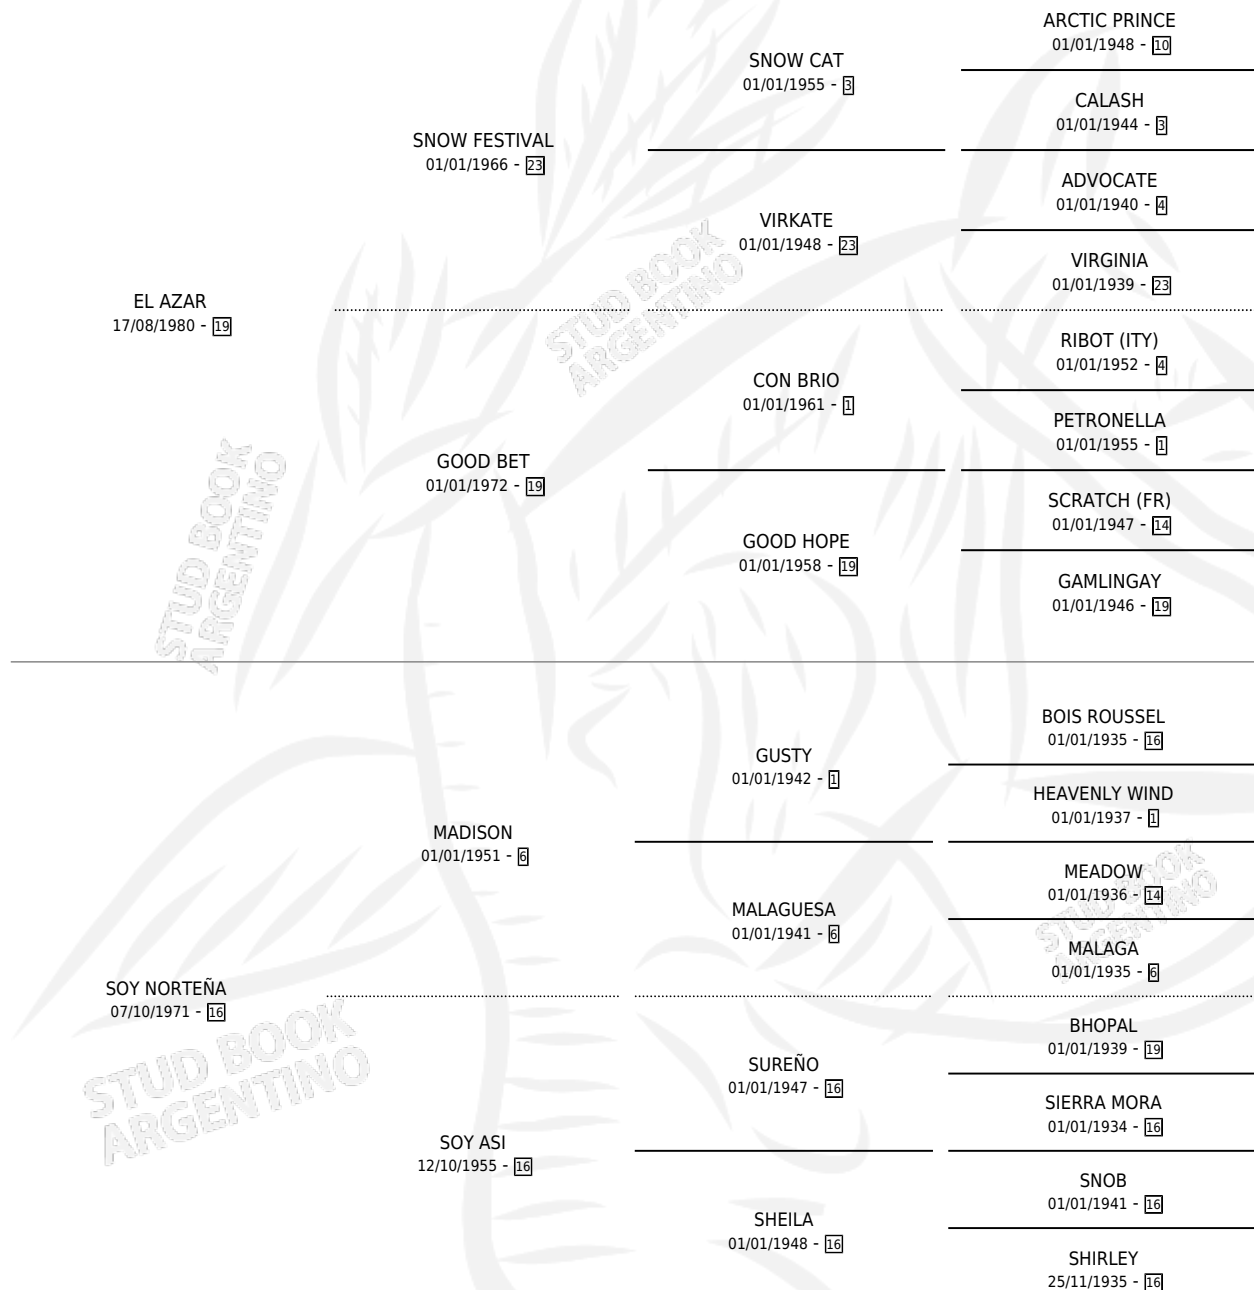 ARCTIC PRINCE
01/01/1948 - 10
SNOW CAT
01/01/1955 - 3
CALASH
01/01/1944 - 3
SNOW FESTIVAL
01/01/1966 - 23
ADVOCATE
01/01/1940 - 4
VIRKATE
01/01/1948 - 23
VIRGINIA
01/01/1939 - 23
EL AZAR
17/08/1980 - 19
RIBOT (ITY)
01/01/1952 - 4
CON BRIO
01/01/1961 - 1
PETRONELLA
01/01/1955 - 1
GOOD BET
01/01/1972 - 19
SCRATCH (FR)
01/01/1947 - 14
GOOD HOPE
01/01/1958 - 19
GAMLINGAY
01/01/1946 - 19
BOIS ROUSSEL
01/01/1935 - 16
GUSTY
01/01/1942 - 1
HEAVENLY WIND
01/01/1937 - 1
MADISON
01/01/1951 - 6
MEADOW
01/01/1936 - 14
MALAGUESA
01/01/1941 - 6
MALAGA
01/01/1935 - 6
SOY NORTEÑA
07/10/1971 - 16
BHOPAL
01/01/1939 - 19
SUREÑO
01/01/1947 - 16
SIERRA MORA
01/01/1934 - 16
SOY ASI
12/10/1955 - 16
SNOB
01/01/1941 - 16
SHEILA
01/01/1948 - 16
SHIRLEY
25/11/1935 - 16
STUD BOOK
ARGENTINO
STUD BOOK
ARGENTINO
STUD BOOK
ARGENTINO
STUD BOOK
ARGENTINO